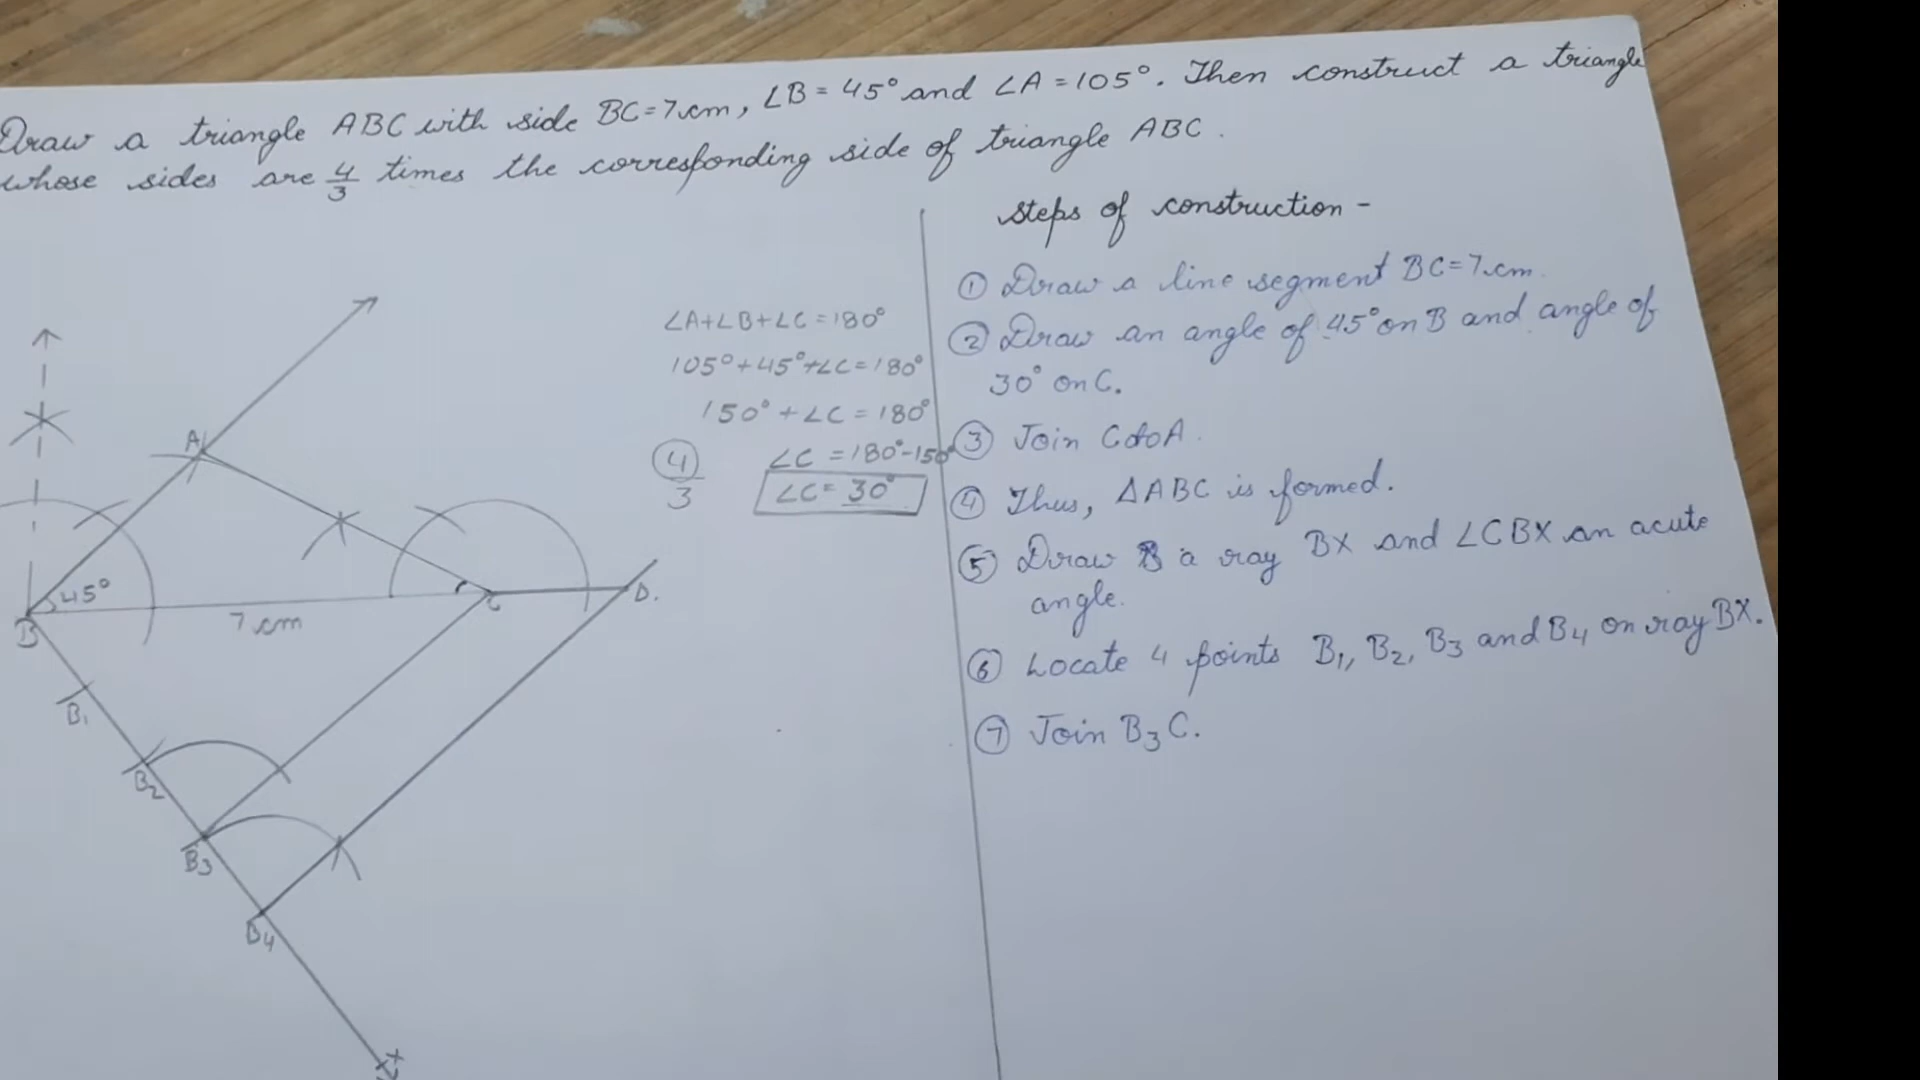 Draw a triangle ABC with side BC=7cm, ∠B=45° and ∠A=105°. Then construct a triangle
whose sides are 4/3 times the corresponding side of triangle ABC.
∠A+∠B+∠C=180°
105°+45°+∠C=180°
150°+∠C=180°
∠C=180°-150°
∠C=30°
4/3
A
45°
B
7cm
C
D.
B₁
B₂
B₃
B₄
X
steps of construction -
① Draw a line segment BC=7cm.
② Draw an angle of 45° on B and angle of
30° on C.
③ Join C to A.
④ Thus, ΔABC is formed.
⑤ Draw a ray BX and ∠CBX an acute
angle.
⑥ Locate 4 points B₁, B₂, B₃ and B₄ on ray BX.
⑦ Join B₃C.